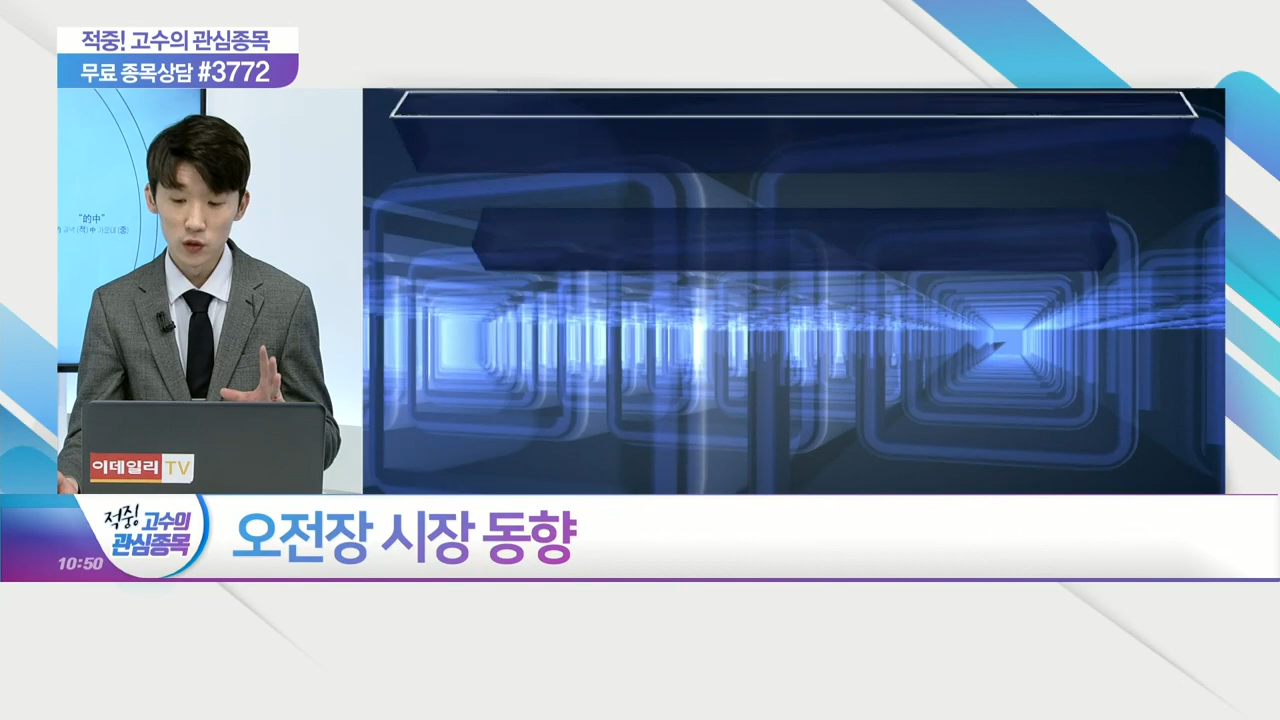 적중! 고수의 관심종목
무료 종목상담 #3772
“的中”
이데일리 TV
적중! 고수의
관심종목
10:50
오전장 시장 동향